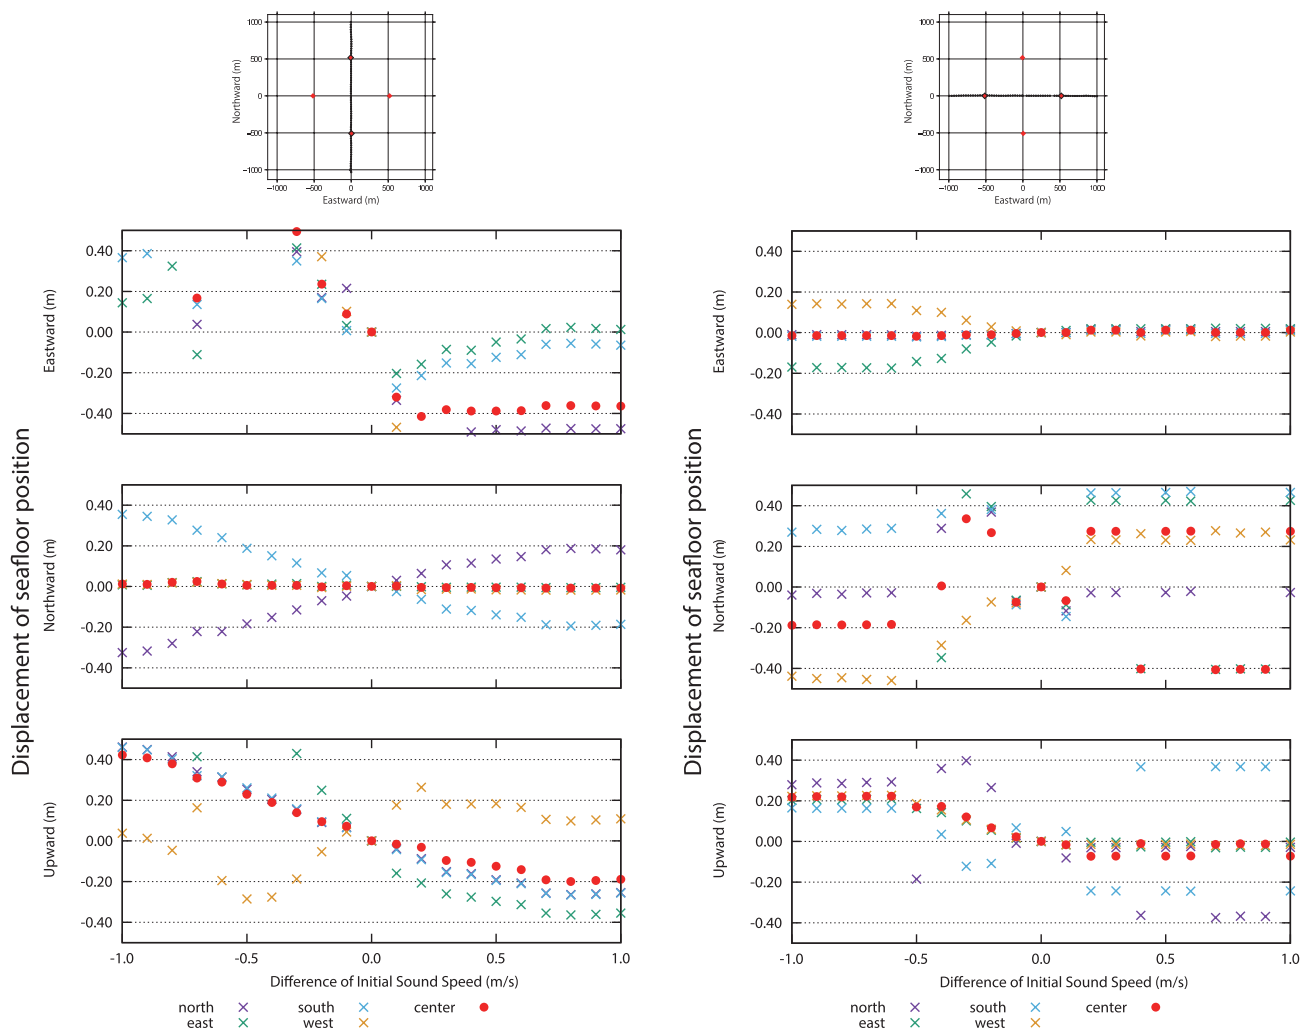 1000
500
0
−500
−1000
Northward (m)
−1000 −500 0 500 1000
Eastward (m)
1000
500
0
−500
−1000
Northward (m)
−1000 −500 0 500 1000
Eastward (m)
Displacement of seafloor position
Eastward (m)
0.40
0.20
0.00
-0.20
-0.40
Northward (m)
0.40
0.20
0.00
-0.20
-0.40
Upward (m)
0.40
0.20
0.00
-0.20
-0.40
-1.0 -0.5 0.0 0.5 1.0
Difference of Initial Sound Speed (m/s)
north south center
east west
Displacement of seafloor position
Eastward (m)
0.40
0.20
0.00
-0.20
-0.40
Northward (m)
0.40
0.20
0.00
-0.20
-0.40
Upward (m)
0.40
0.20
0.00
-0.20
-0.40
-1.0 -0.5 0.0 0.5 1.0
Difference of Initial Sound Speed (m/s)
north south center
east west